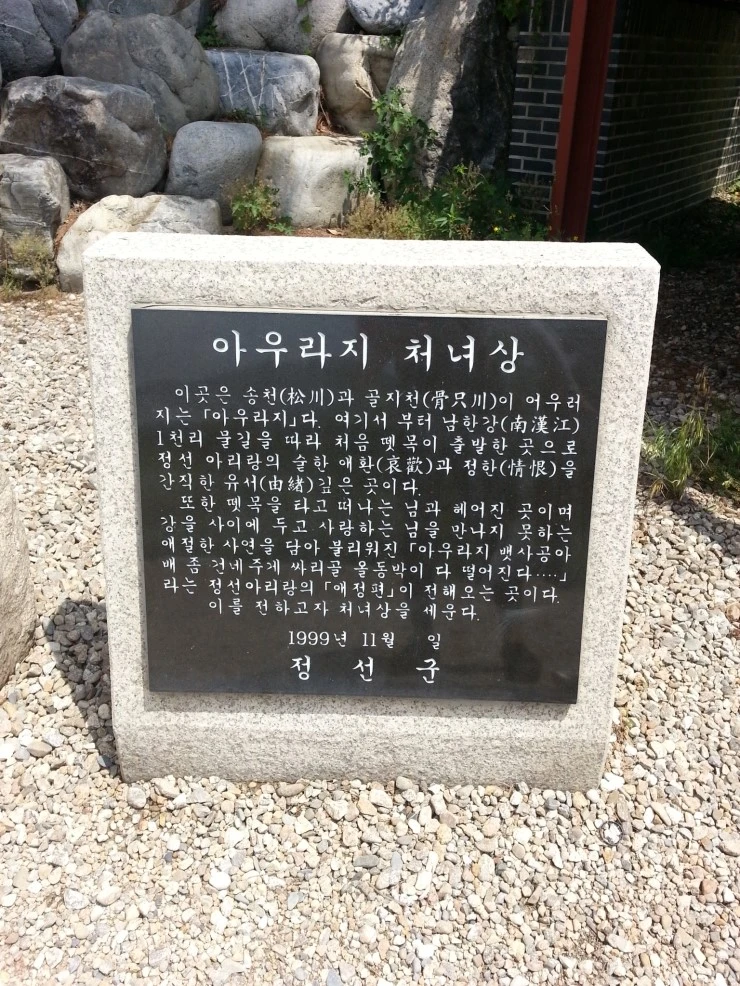 아우라지 처녀상
이곳은 송천(松川)과 골지천(骨只川)이 어우러
지는 「아우라지」다. 여기서 부터 남한강(南漢江)
1천리 물길을 따라 처음 뗏목이 출발한 곳으로
정선 아리랑의 숱한 애환(哀歡)과 정한(情恨)을
간직한 유서(由緖)깊은 곳이다.
또한 뗏목을 타고 떠나는 님과 헤어진 곳이며
강을 사이에 두고 사랑하는 님을 만나지 못하는
애절한 사연을 담아 불리워진 「아우라지 뱃사공아
배 좀 건네주게 싸리골 올동박이 다 떨어진다····」
라는 정선아리랑의 「애정편」이 전해오는 곳이다.
이를 전하고자 처녀상을 세운다.
1999년 11월 일
정선군